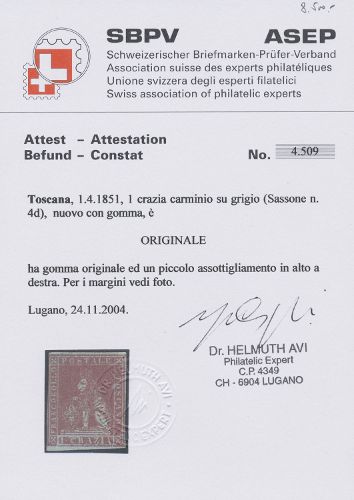 8.500,-
SBPV ASEP
Schweizerischer Briefmarken-Prüfer-Verband
Association suisse des experts philatéliques
Unione svizzera degli esperti filatelici
Swiss association of philatelic experts
Attest – Attestation
Befund – Constat
No. 4.509
Toscana, 1.4.1851, 1 crazia carminio su grigio (Sassone n.
4d), nuovo con gomma, è
ORIGINALE
ha gomma originale ed un piccolo assottigliamento in alto a
destra. Per i margini vedi foto.
Lugano, 24.11.2004.
Dr. HELMUTH AVI
Philatelic Expert
C.P. 4349
CH - 6904 LUGANO
POSTALE
1 CRAZIA